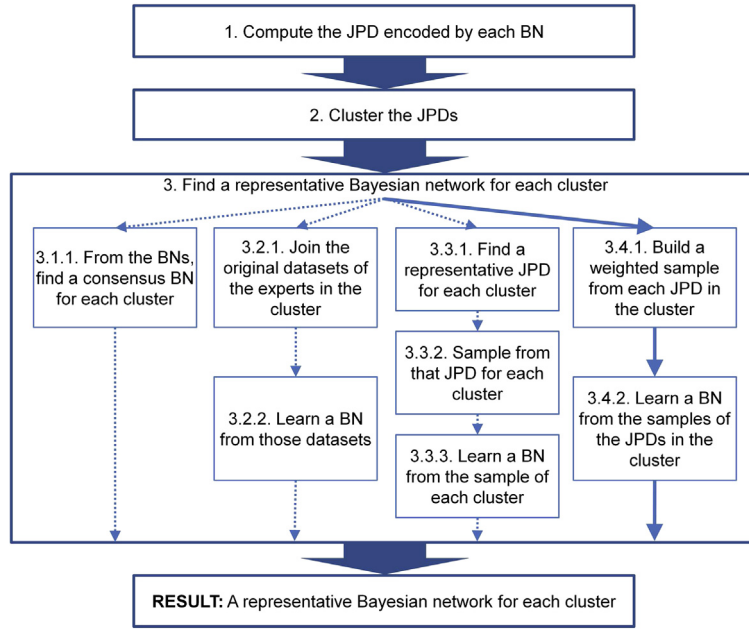 1. Compute the JPD encoded by each BN
2. Cluster the JPDs
3. Find a representative Bayesian network for each cluster
3.1.1. From the BNs,
find a consensus BN
for each cluster
3.2.1. Join the
original datasets of
the experts in the
cluster
3.2.2. Learn a BN
from those datasets
3.3.1. Find a
representative JPD
for each cluster
3.3.2. Sample from
that JPD for each
cluster
3.3.3. Learn a BN
from the sample of
each cluster
3.4.1. Build a
weighted sample
from each JPD in
the cluster
3.4.2. Learn a BN
from the samples of
the JPDs in the
cluster
RESULT: A representative Bayesian network for each cluster